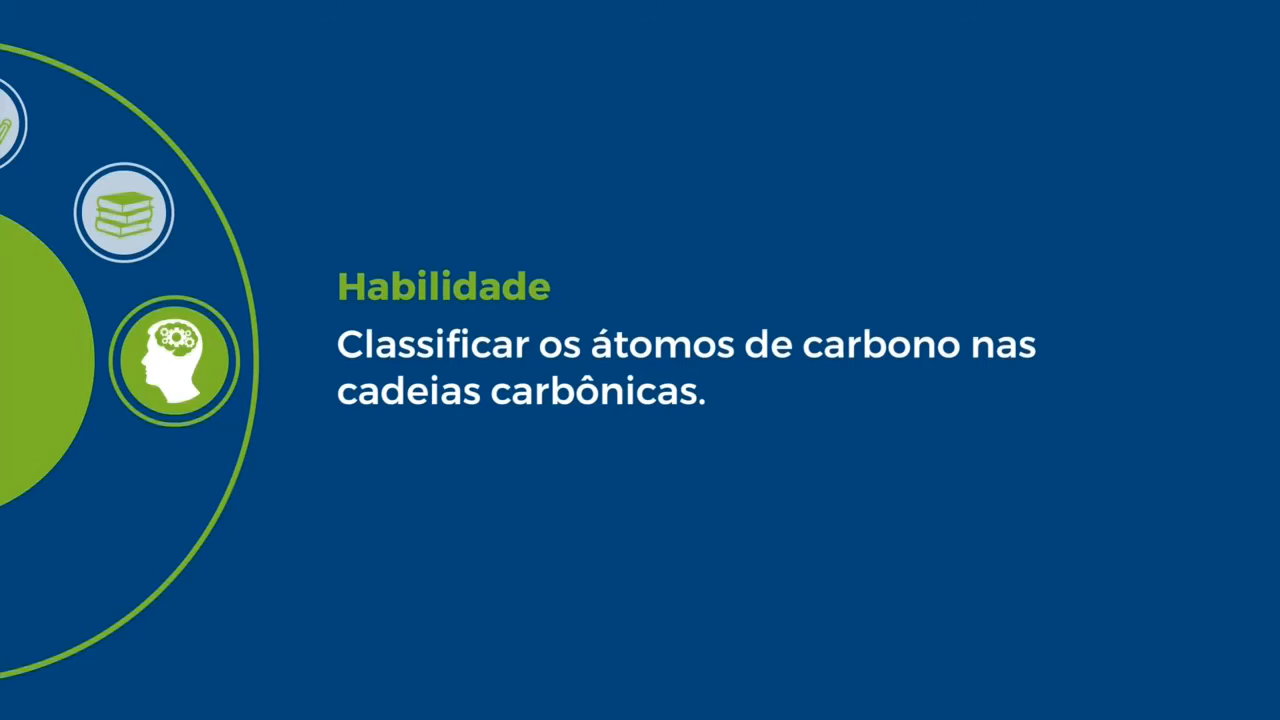 Habilidade
Classificar os átomos de carbono nas
cadeias carbônicas.